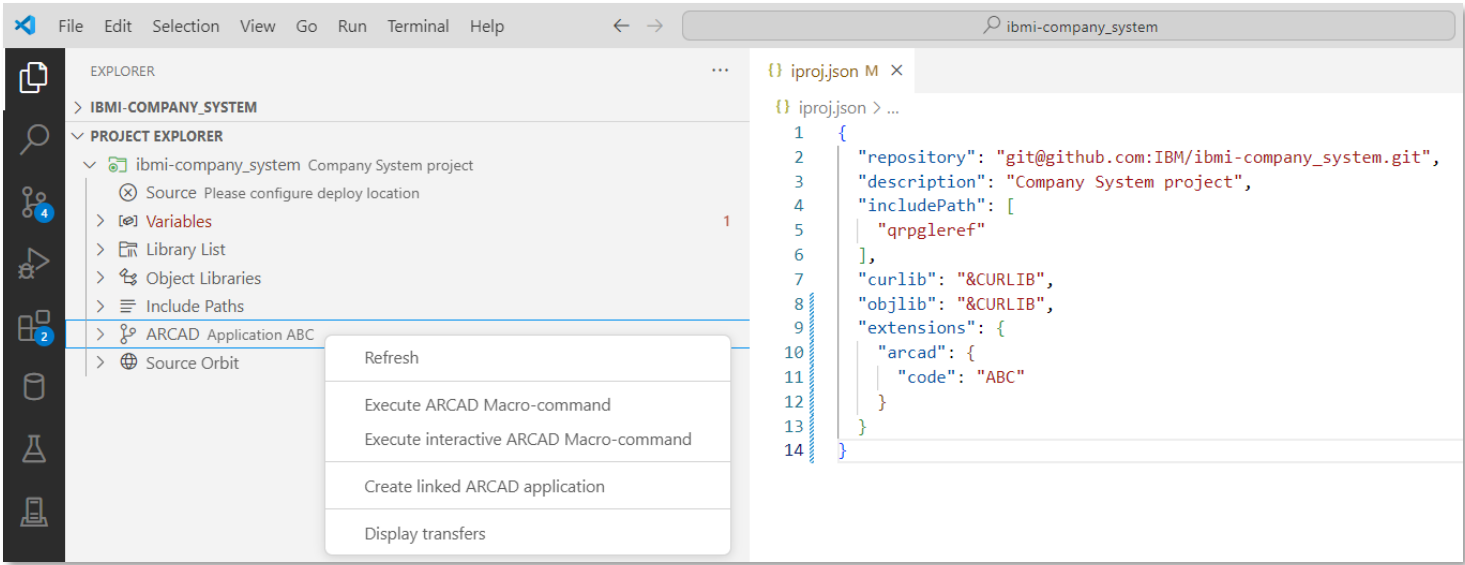 File Edit Selection View Go Run Terminal Help ibmi-company_system
EXPLORER ...
IBMI-COMPANY_SYSTEM
PROJECT EXPLORER
ibmi-company_system Company System project
Source Please configure deploy location
Variables 1
Library List
Object Libraries
Include Paths
ARCAD Application ABC
Source Orbit
4
2
Refresh
Execute ARCAD Macro-command
Execute interactive ARCAD Macro-command
Create linked ARCAD application
Display transfers
{} iproj.json M
{} iproj.json > ...
1 {
2 "repository": "git@github.com:IBM/ibmi-company_system.git",
3 "description": "Company System project",
4 "includePath": [
5 "qrpgleref"
6 ],
7 "curlib": "&CURLIB",
8 "objlib": "&CURLIB",
9 "extensions": {
10 "arcad": {
11 "code": "ABC"
12 }
13 }
14 }